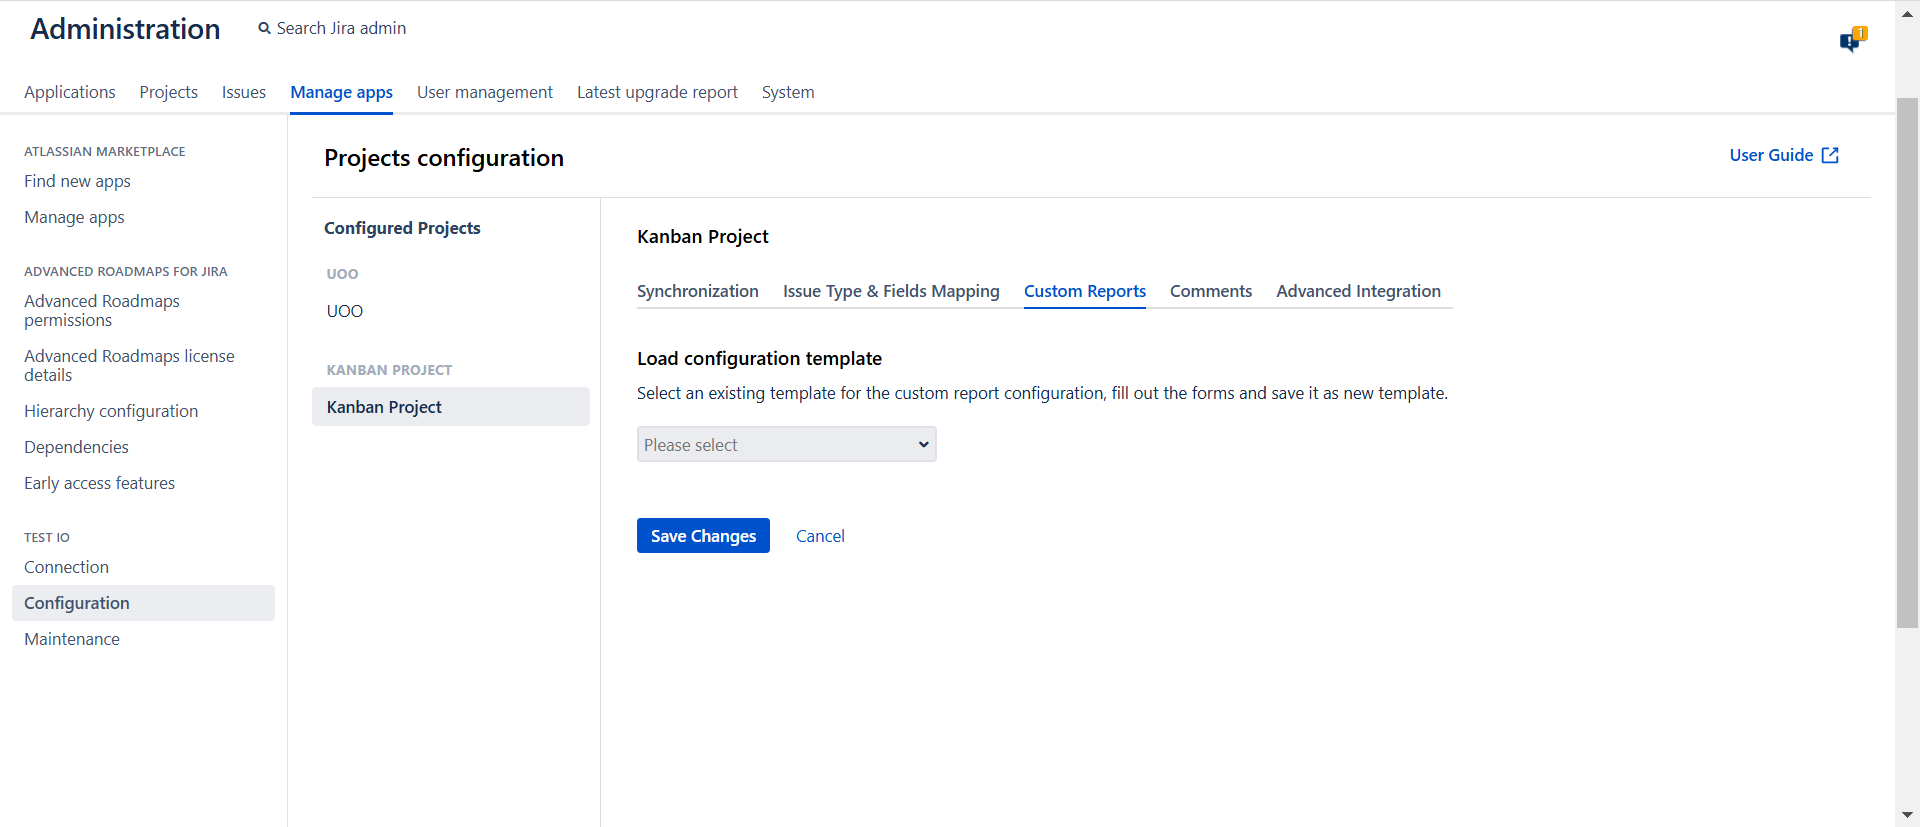 Administration
Search Jira admin
1
Applications
Projects
Issues
Manage apps
User management
Latest upgrade report
System
ATLASSIAN MARKETPLACE
Find new apps
Manage apps
ADVANCED ROADMAPS FOR JIRA
Advanced Roadmaps
permissions
Advanced Roadmaps license
details
Hierarchy configuration
Dependencies
Early access features
TEST IO
Connection
Configuration
Maintenance
Projects configuration
User Guide
Configured Projects
UOO
UOO
KANBAN PROJECT
Kanban Project
Kanban Project
Synchronization
Issue Type & Fields Mapping
Custom Reports
Comments
Advanced Integration
Load configuration template
Select an existing template for the custom report configuration, fill out the forms and save it as new template.
Please select
Save Changes
Cancel